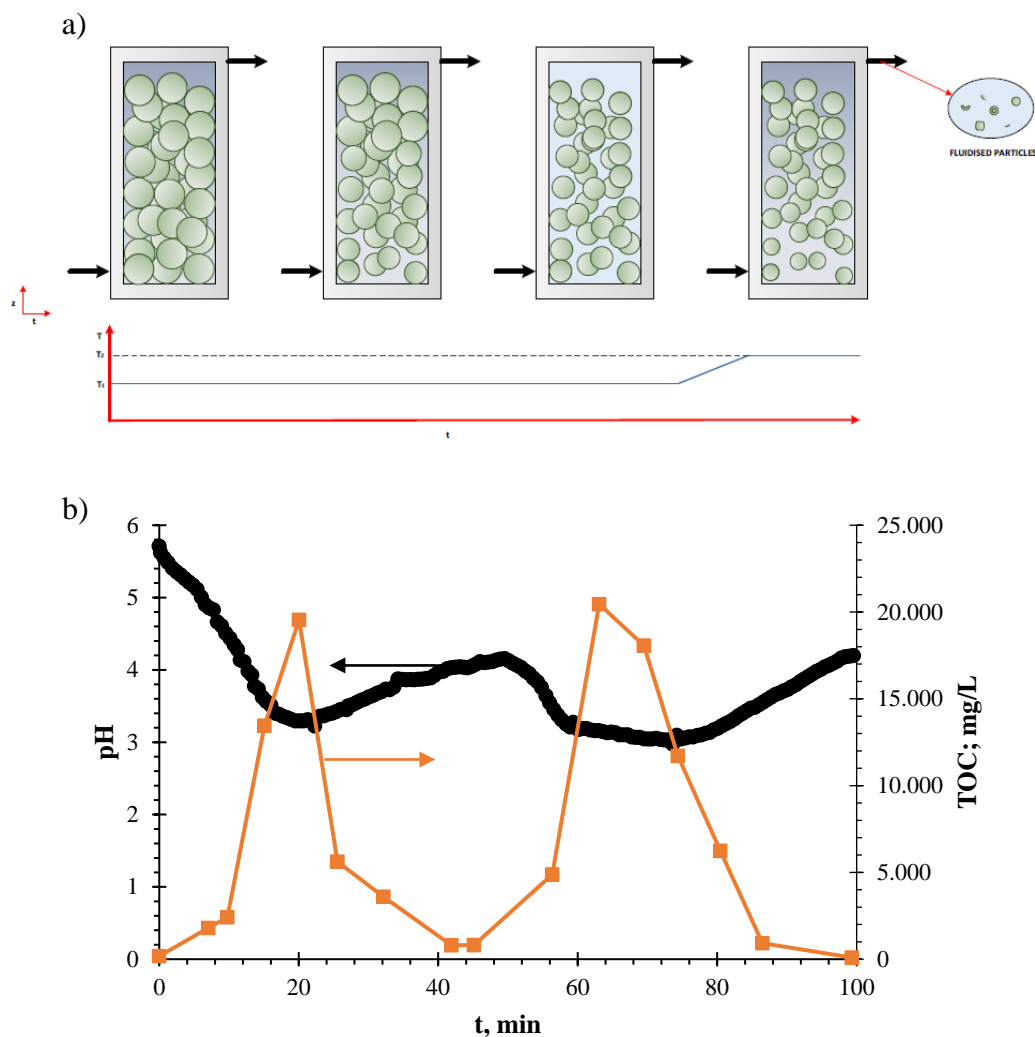 a)
FLUIDISED PARTICLES
z
t
T
T₂
T₁
t
b)
6
5
4
3
2
1
0
pH
25.000
20.000
15.000
10.000
5.000
0
TOC; mg/L
0
20
40
60
80
100
t, min